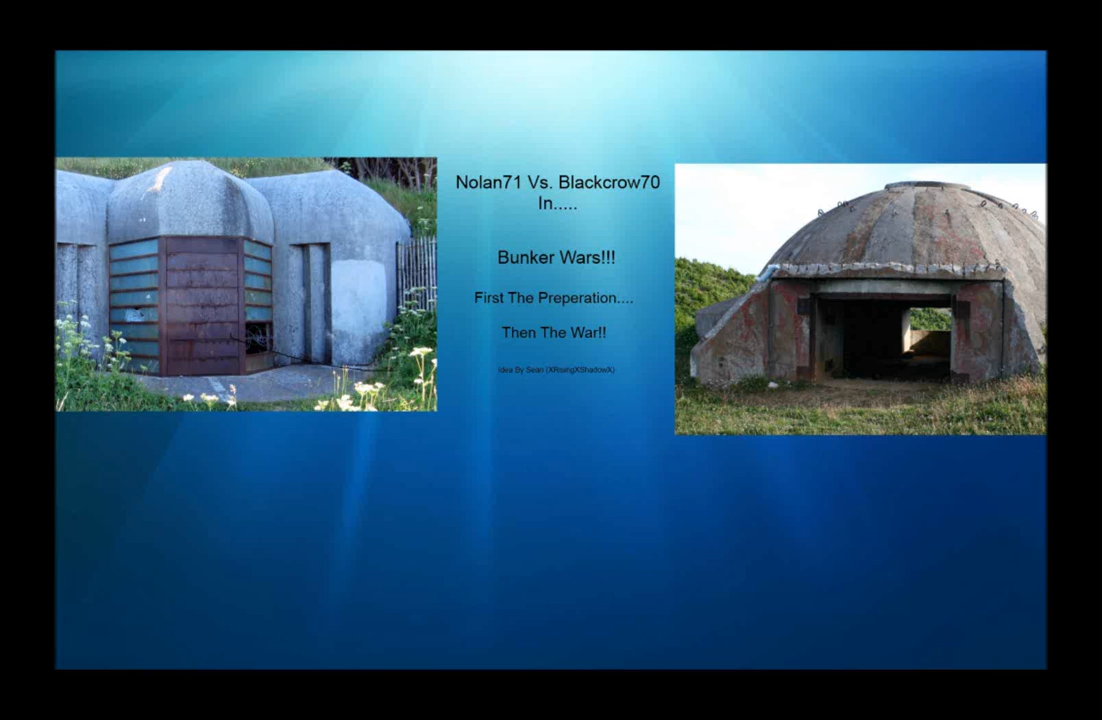 Nolan71 Vs. Blackcrow70
In.....
Bunker Wars!!!
First The Preperation....
Then The War!!
Idea By Sean (XRisingXShadowX)